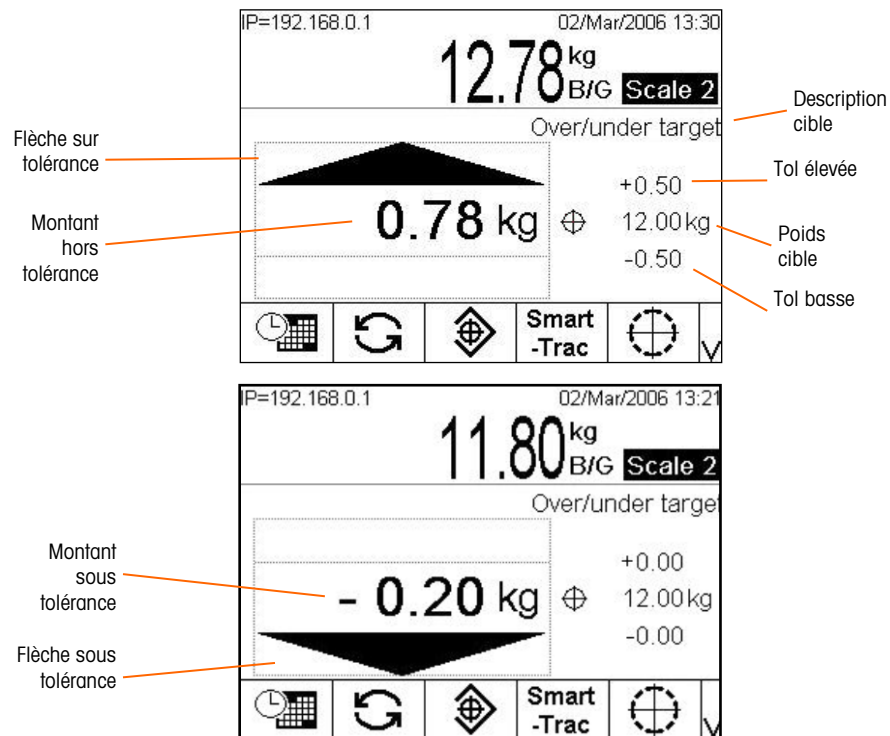 IP=192.168.0.1 02/Mar/2006 13:30
12.78 kg
B/G Scale 2
Over/under target
Description
cible
Flèche sur
tolérance
+0.50
Tol élevée
Montant
hors
tolérance
0.78 kg
12.00 kg
Poids
cible
-0.50
Tol basse
Smart
-Trac
V
IP=192.168.0.1 02/Mar/2006 13:21
11.80 kg
B/G Scale 2
Over/under target
Montant
sous
tolérance
+0.00
- 0.20 kg
12.00 kg
-0.00
Flèche sous
tolérance
Smart
-Trac
V